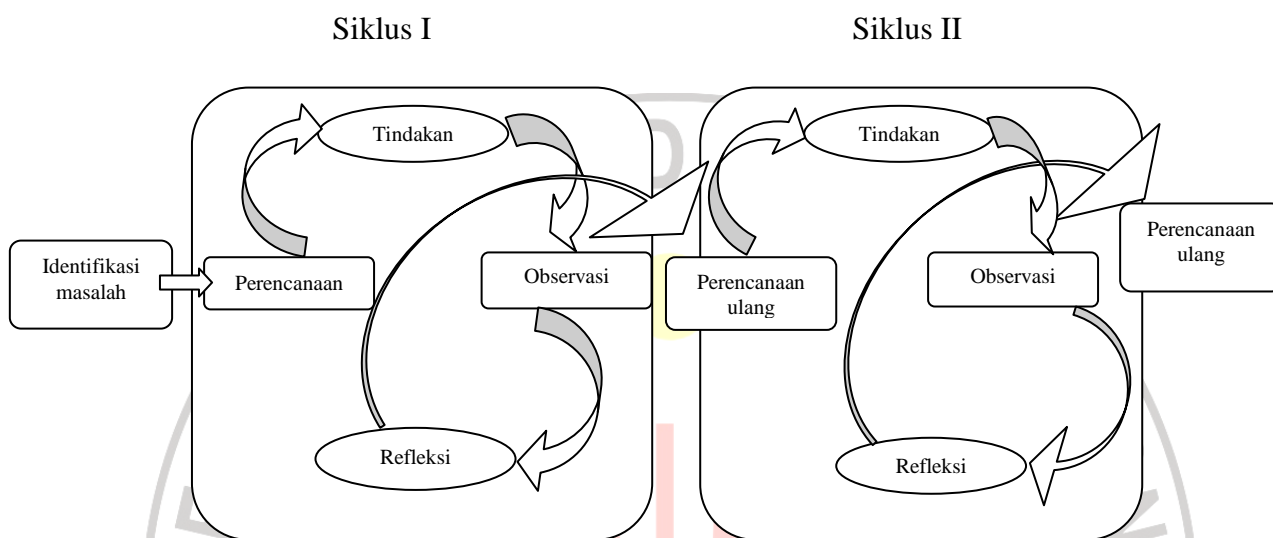 Siklus I
Siklus II
Tindakan
Tindakan
Identifikasi
masalah
Perencanaan
Observasi
Perencanaan
ulang
Observasi
Perencanaan
ulang
Refleksi
Refleksi